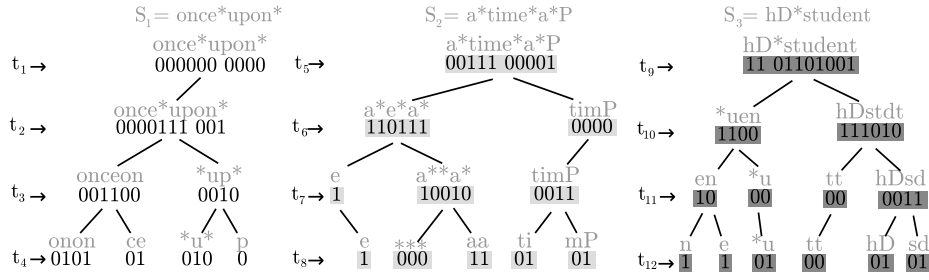 S1= once*upon* S2= a*time*a*P S3= hD*student
once*upon* a*time*a*P hD*student
t1→ 000000 0000 t5→ 00111 00001 t9→ 11 01101001
once*upon* a*e*a* timP *uen hDstdt
t2→ 0000111 001 t6→ 110111 0000 t10→ 1100 111010
onceon *up* e a**a* timP en *u tt hDsd
t3→ 001100 0010 t7→ 1 10010 0011 t11→ 10 00 00 0011
onon ce *u* p e *** aa ti mP n e *u tt hD sd
t4→ 0101 01 010 0 t8→ 1 000 11 01 01 t12→ 1 1 01 00 01 01